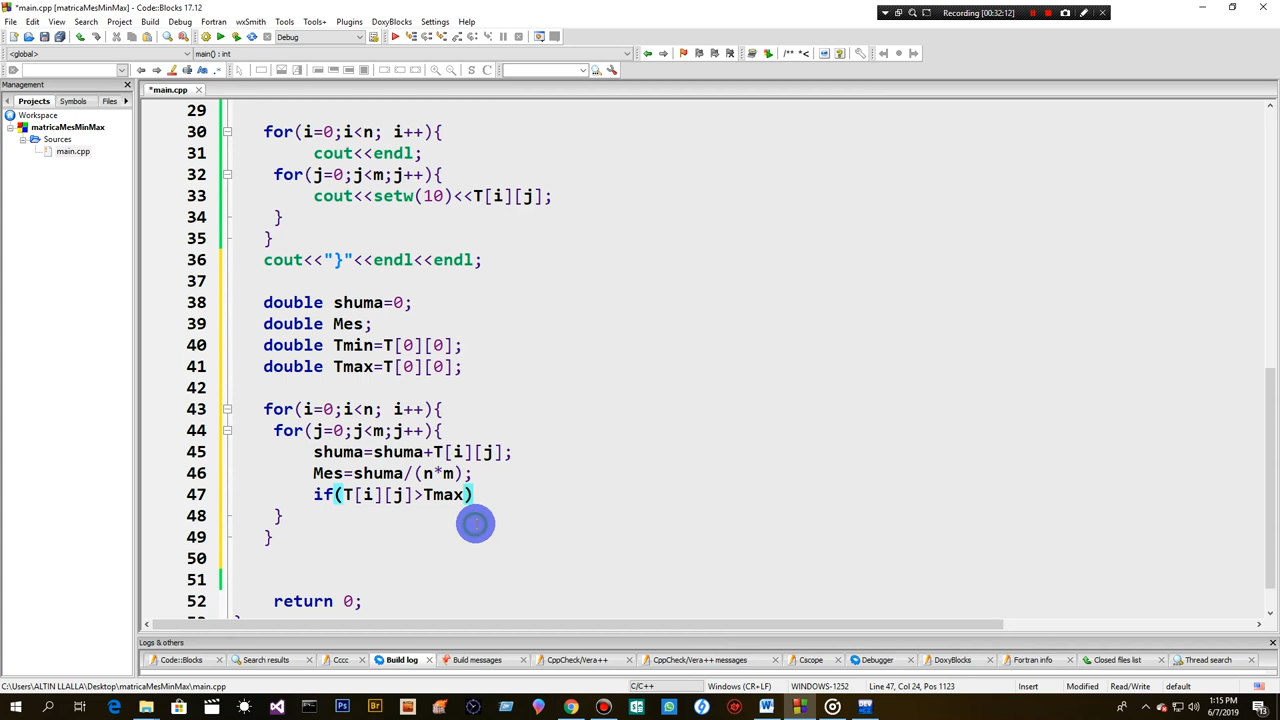 *main.cpp [matricaMesMinMax] - Code::Blocks 17.12
Recording [00:32:12]
File Edit View Search Project Build Debug Fortran wxSmith Tools Tools+ Plugins DoxyBlocks Settings Help
Debug
<global> main() : int
/** *<
S C
Management
*main.cpp
Projects Symbols Files
Workspace
matricaMesMinMax
Sources
main.cpp
29
30 for(i=0;i<n; i++){
31 cout<<endl;
32 for(j=0;j<m;j++){
33 cout<<setw(10)<<T[i][j];
34 }
35 }
36 cout<<"}"<<endl<<endl;
37
38 double shuma=0;
39 double Mes;
40 double Tmin=T[0][0];
41 double Tmax=T[0][0];
42
43 for(i=0;i<n; i++){
44 for(j=0;j<m;j++){
45 shuma=shuma+T[i][j];
46 Mes=shuma/(n*m);
47 if(T[i][j]>Tmax)
48 }
49 }
50
51
52 return 0;
Logs & others
Code::Blocks Search results Cccc Build log Build messages CppCheck/Vera++ CppCheck/Vera++ messages Cscope Debugger DoxyBlocks Fortran info Closed files list Thread search
C:\Users\ALTIN LLALLA\Desktop\matricaMesMinMax\main.cpp C/C++ Windows (CR+LF) WINDOWS-1252 Line 47, Col 24, Pos 1123 Insert Modified Read/Write default
1:15 PM
6/7/2019